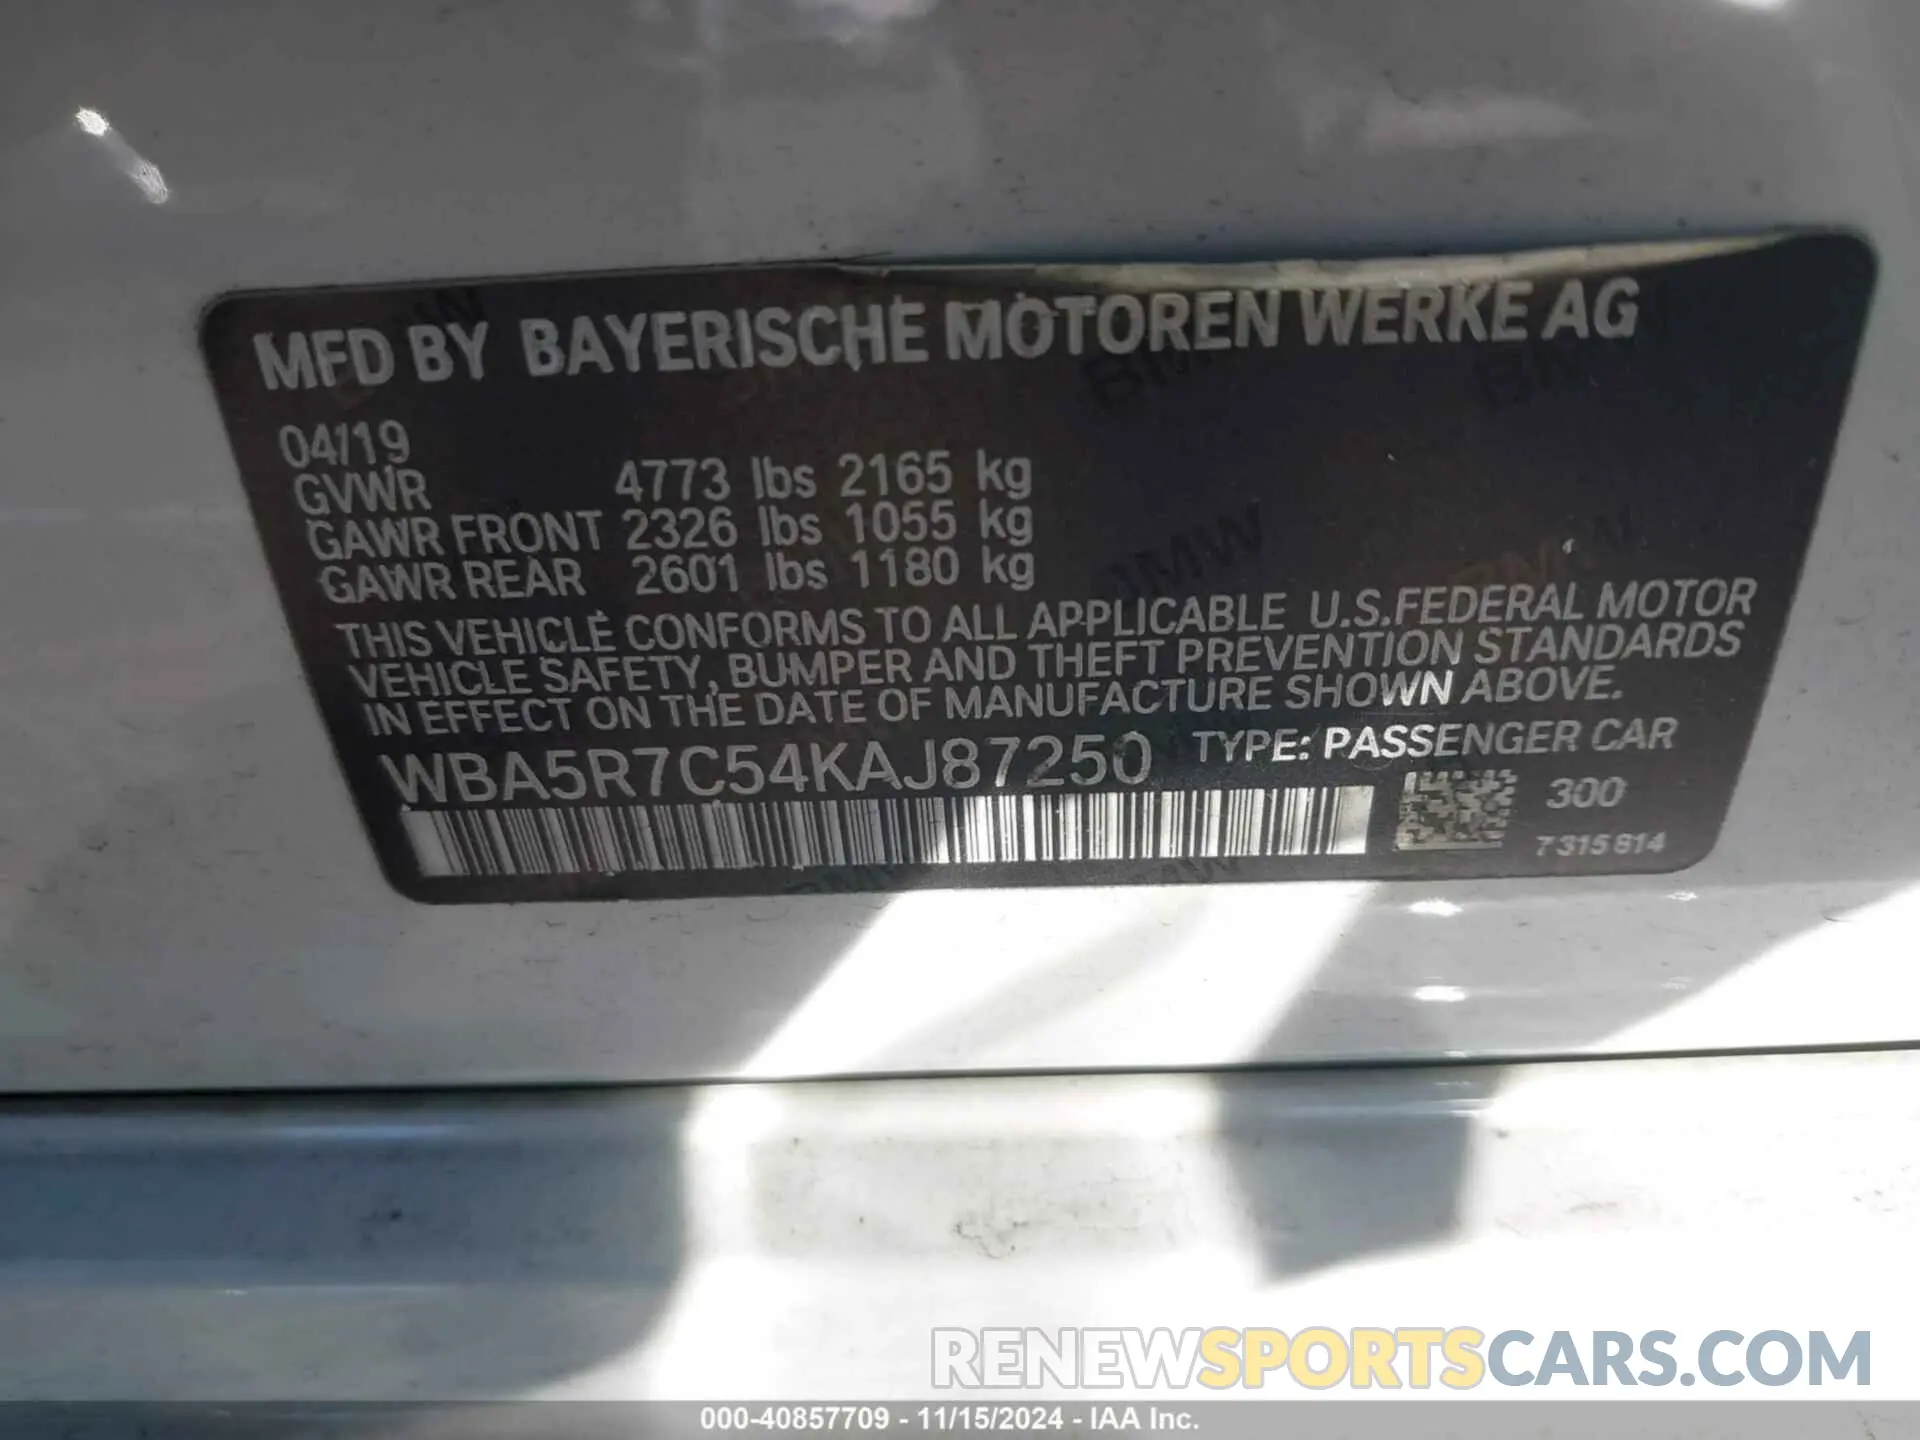 MFD BY BAYERISCHE MOTOREN WERKE AG
04/19
GVWR 4773 lbs 2165 kg
GAWR FRONT 2326 lbs 1055 kg
GAWR REAR 2601 lbs 1180 kg
THIS VEHICLE CONFORMS TO ALL APPLICABLE U.S.FEDERAL MOTOR
VEHICLE SAFETY, BUMPER AND THEFT PREVENTION STANDARDS
IN EFFECT ON THE DATE OF MANUFACTURE SHOWN ABOVE.
WBA5R7C54KAJ87250 TYPE: PASSENGER CAR
300
7315814
RENEWSPORTSCARS.COM
000-40857709 - 11/15/2024 - IAA Inc.